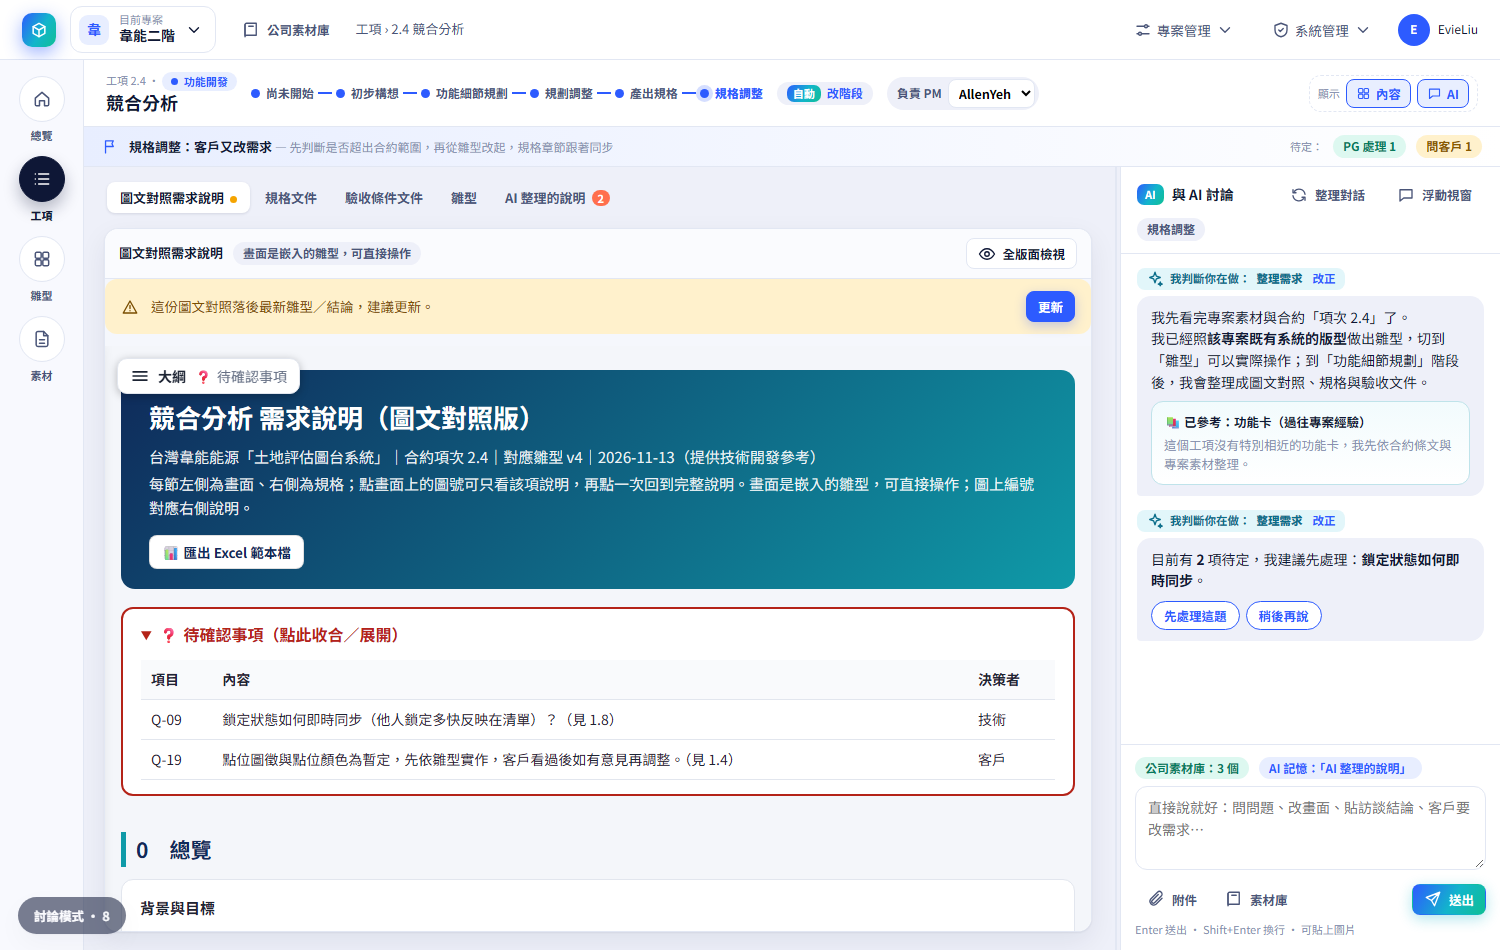 韋
目前專案
韋能二階
公司素材庫
工項 › 2.4 競合分析
專案管理
系統管理
E
EvieLiu
總覽
工項
雛型
素材
工項 2.4 •
功能開發
競合分析
尚未開始
初步構想
功能細節規劃
規劃調整
產出規格
規格調整
自動
改階段
負責 PM
AllenYeh
顯示
內容
AI
規格調整：客戶又改需求 — 先判斷是否超出合約範圍，再從雛型改起，規格章節跟著同步
待定：
PG 處理 1
問客戶 1
圖文對照需求說明
規格文件
驗收條件文件
雛型
AI 整理的說明
2
圖文對照需求說明
畫面是嵌入的雛型，可直接操作
全版面檢視
這份圖文對照落後最新雛型／結論，建議更新。
更新
大綱
❓ 待確認事項
競合分析 需求說明（圖文對照版）
台灣韋能能源「土地評估圖台系統」｜合約項次 2.4｜對應雛型 v4｜2026-11-13（提供技術開發參考）
每節左側為畫面、右側為規格；點畫面上的圖號可只看該項說明，再點一次回到完整說明。畫面是嵌入的雛型，可直接操作；圖上編號
對應右側說明。
📊 匯出 Excel 範本檔
▼ ❓ 待確認事項（點此收合／展開）
項目
內容
決策者
Q-09
鎖定狀態如何即時同步（他人鎖定多快反映在清單）？（見 1.8）
技術
Q-19
點位圖徵與點位顏色為暫定，先依雛型實作，客戶看過後如有意見再調整。（見 1.4）
客戶
0 總覽
背景與目標
討論模式 • 8
AI
與 AI 討論
整理對話
浮動視窗
規格調整
我判斷你在做： 整理需求 改正
我先看完專案素材與合約「項次 2.4」了。
我已經照該專案既有系統的版型做出雛型，切到
「雛型」可以實際操作；到「功能細節規劃」階段
後，我會整理成圖文對照、規格與驗收文件。
📚 已參考：功能卡（過往專案經驗）
這個工項沒有特別相近的功能卡，我先依合約條文與
專案素材整理。
我判斷你在做： 整理需求 改正
目前有 2 項待定，我建議先處理：鎖定狀態如何即
時同步。
先處理這題
稍後再說
公司素材庫：3 個
AI 記憶：「AI 整理的說明」
直接說就好：問問題、改畫面、貼訪談結論、客戶要
改需求⋯
附件
素材庫
送出
Enter 送出 • Shift+Enter 換行 • 可貼上圖片